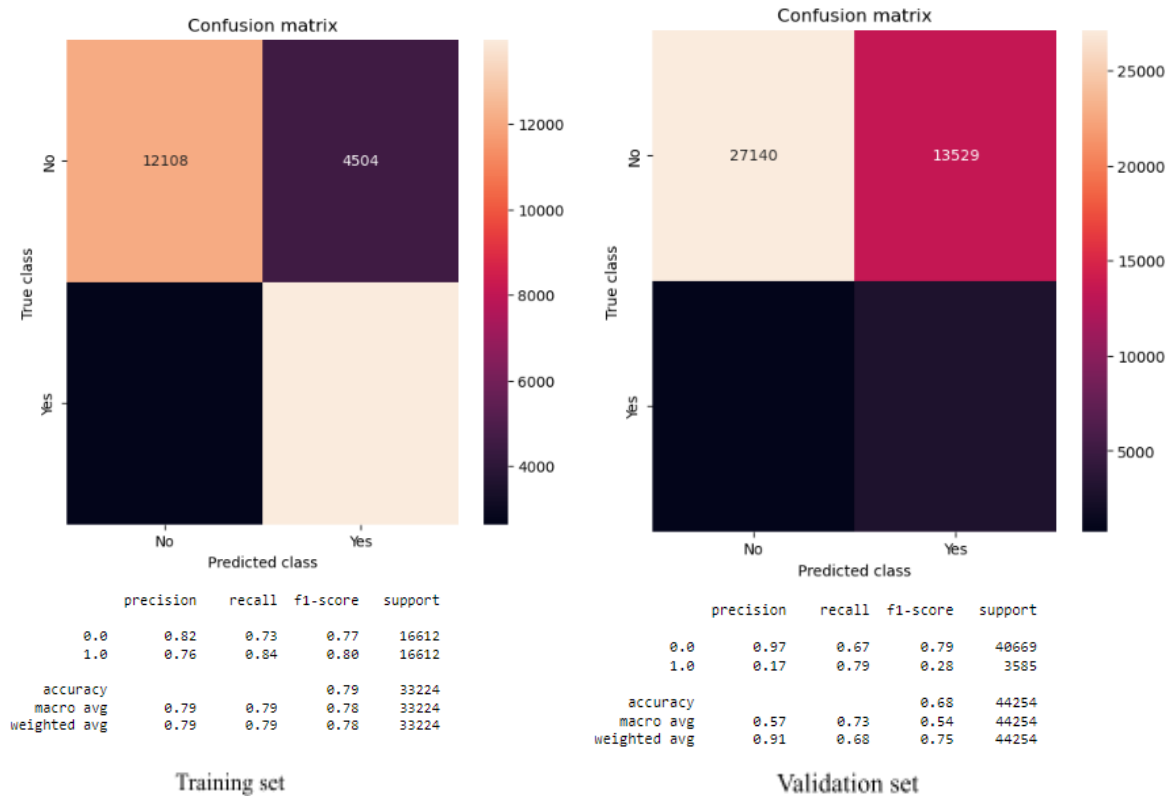 Confusion matrix
12108 4504
No
Yes
True class
12000
10000
8000
6000
4000
No Yes
Predicted class
precision recall f1-score support
0.0 0.82 0.73 0.77 16612
1.0 0.76 0.84 0.80 16612
accuracy 0.79 33224
macro avg 0.79 0.79 0.78 33224
weighted avg 0.79 0.79 0.78 33224
Training set
Confusion matrix
27140 13529
No
Yes
True class
25000
20000
15000
10000
5000
No Yes
Predicted class
precision recall f1-score support
0.0 0.97 0.67 0.79 40669
1.0 0.17 0.79 0.28 3585
accuracy 0.68 44254
macro avg 0.57 0.73 0.54 44254
weighted avg 0.91 0.68 0.75 44254
Validation set